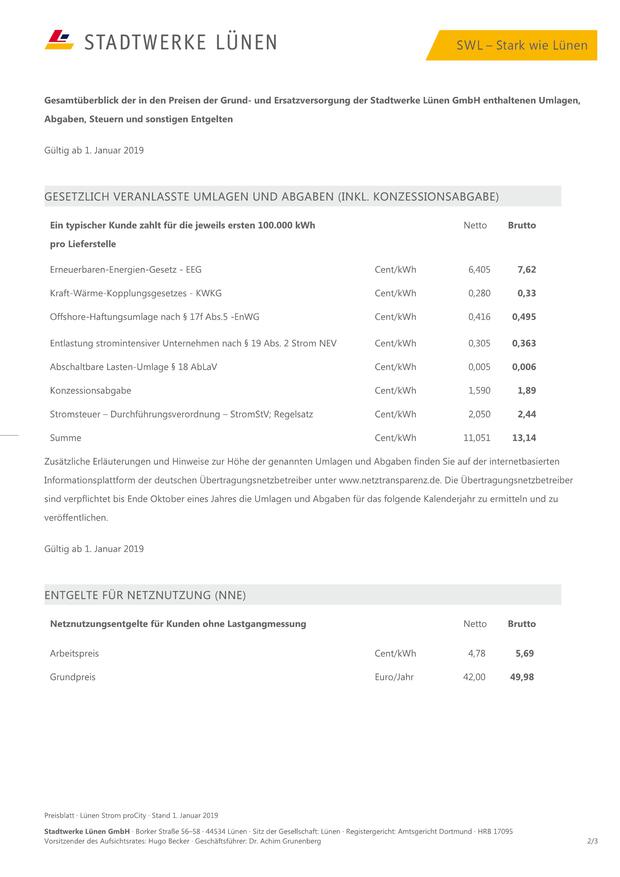 STADTWERKE LÜNEN
SWL – Stark wie Lünen
Gesamtüberblick der in den Preisen der Grund- und Ersatzversorgung der Stadtwerke Lünen GmbH enthaltenen Umlagen,
Abgaben, Steuern und sonstigen Entgelten
Gültig ab 1. Januar 2019
GESETZLICH VERANLASSTE UMLAGEN UND ABGABEN (INKL. KONZESSIONSABGABE)
Ein typischer Kunde zahlt für die jeweils ersten 100.000 kWh Netto Brutto
pro Lieferstelle
Erneuerbaren-Energien-Gesetz - EEG Cent/kWh 6,405 7,62
Kraft-Wärme-Kopplungsgesetzes - KWKG Cent/kWh 0,280 0,33
Offshore-Haftungsumlage nach § 17f Abs.5 -EnWG Cent/kWh 0,416 0,495
Entlastung stromintensiver Unternehmen nach § 19 Abs. 2 Strom NEV Cent/kWh 0,305 0,363
Abschaltbare Lasten-Umlage § 18 AbLaV Cent/kWh 0,005 0,006
Konzessionsabgabe Cent/kWh 1,590 1,89
Stromsteuer – Durchführungsverordnung – StromStV; Regelsatz Cent/kWh 2,050 2,44
Summe Cent/kWh 11,051 13,14
Zusätzliche Erläuterungen und Hinweise zur Höhe der genannten Umlagen und Abgaben finden Sie auf der internetbasierten
Informationsplattform der deutschen Übertragungsnetzbetreiber unter www.netztransparenz.de. Die Übertragungsnetzbetreiber
sind verpflichtet bis Ende Oktober eines Jahres die Umlagen und Abgaben für das folgende Kalenderjahr zu ermitteln und zu
veröffentlichen.
Gültig ab 1. Januar 2019
ENTGELTE FÜR NETZNUTZUNG (NNE)
Netznutzungsentgelte für Kunden ohne Lastgangmessung Netto Brutto
Arbeitspreis Cent/kWh 4,78 5,69
Grundpreis Euro/Jahr 42,00 49,98
Preisblatt · Lünen Strom proCity · Stand 1. Januar 2019
Stadtwerke Lünen GmbH · Borker Straße 56–58 · 44534 Lünen · Sitz der Gesellschaft: Lünen · Registergericht: Amtsgericht Dortmund · HRB 17095
Vorsitzender des Aufsichtsrates: Hugo Becker · Geschäftsführer: Dr. Achim Grunenberg 2/3